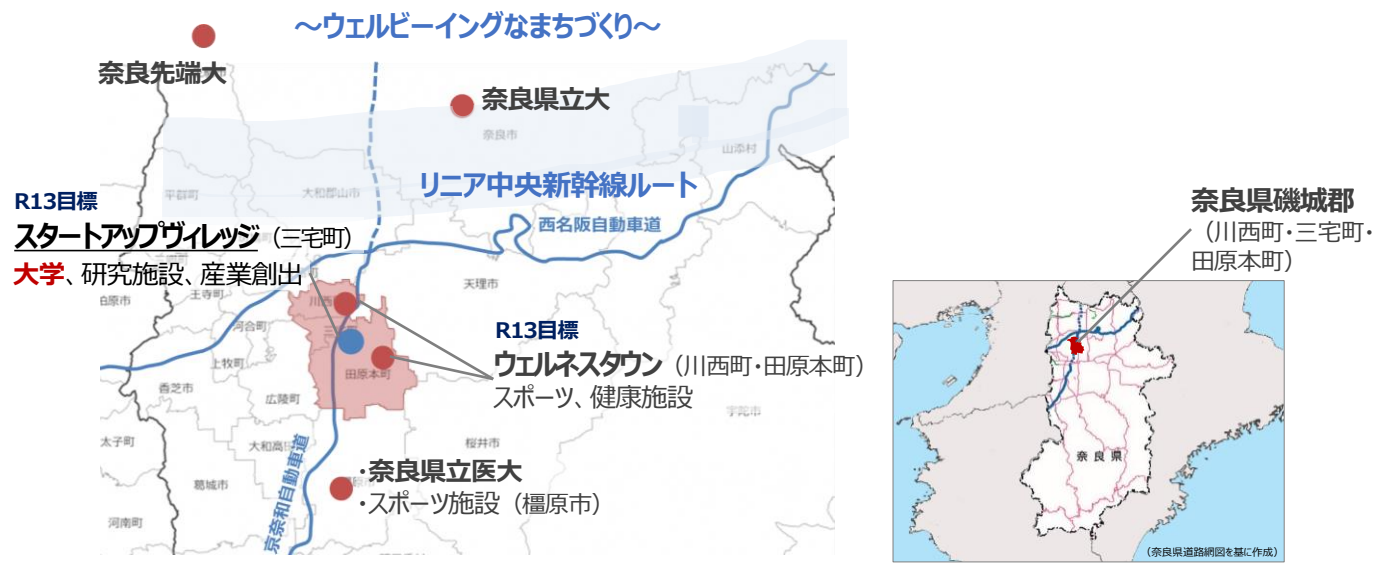 ～ウェルビーイングなまちづくり～
奈良先端大
奈良県立大
奈良市
山添村
平群町
大和郡山市
リニア中央新幹線ルート
西名阪自動車道
R13目標
スタートアップヴィレッジ（三宅町）
大学、研究施設、産業創出
天理市
王寺町
川西町
河合町
上牧町
田原本町
香芝市
広陵町
R13目標
ウェルネスタウン（川西町・田原本町）
スポーツ、健康施設
宇陀市
太子町
大和高
桜井市
葛城市
・奈良県立医大
・スポーツ施設（橿原市）
京奈和自動車道
河南町
奈良県磯城郡
（川西町・三宅町・
田原本町）
奈良県
（奈良県道路網図を基に作成）